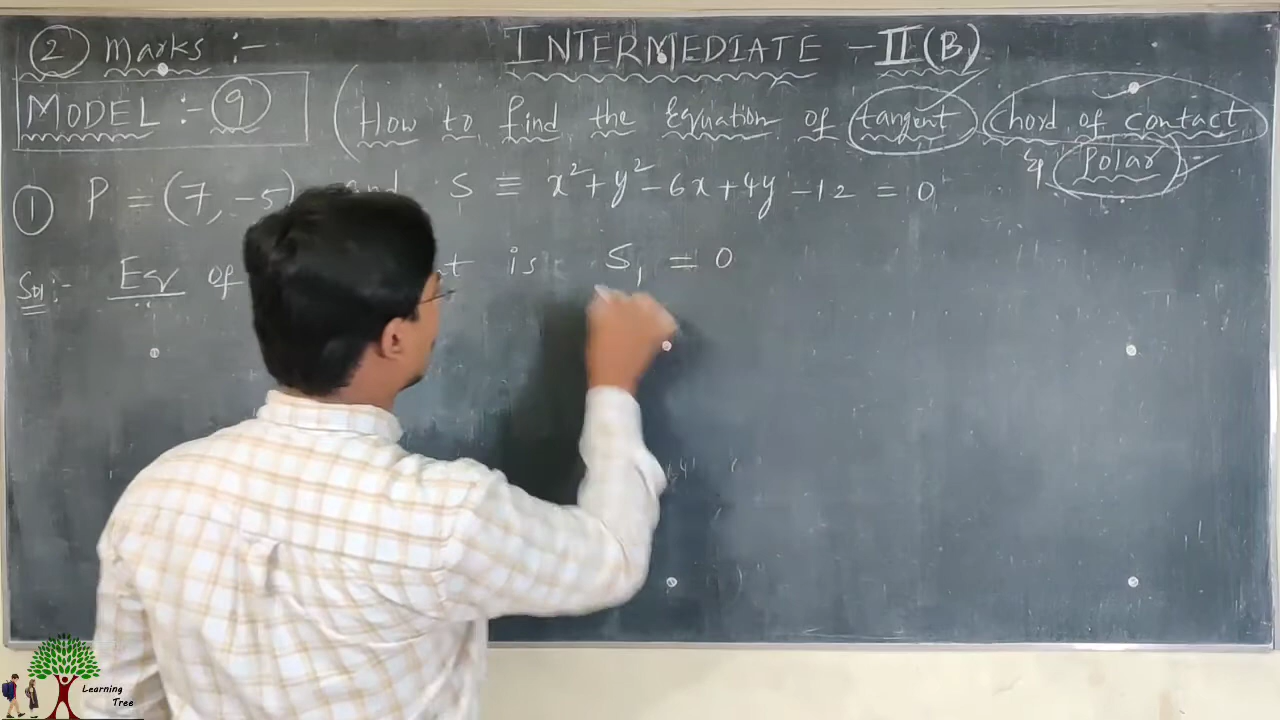 ② Marks :- INTERMEDIATE - II(B)
MODEL :- ⑨ (How to find the Equation of tangent, Chord of contact
& Polar :-
① P = (7, -5) and S ≡ x² + y² - 6x + 4y - 12 = 0
Sol :- Eq of is S₁ = 0
Learning
Tree